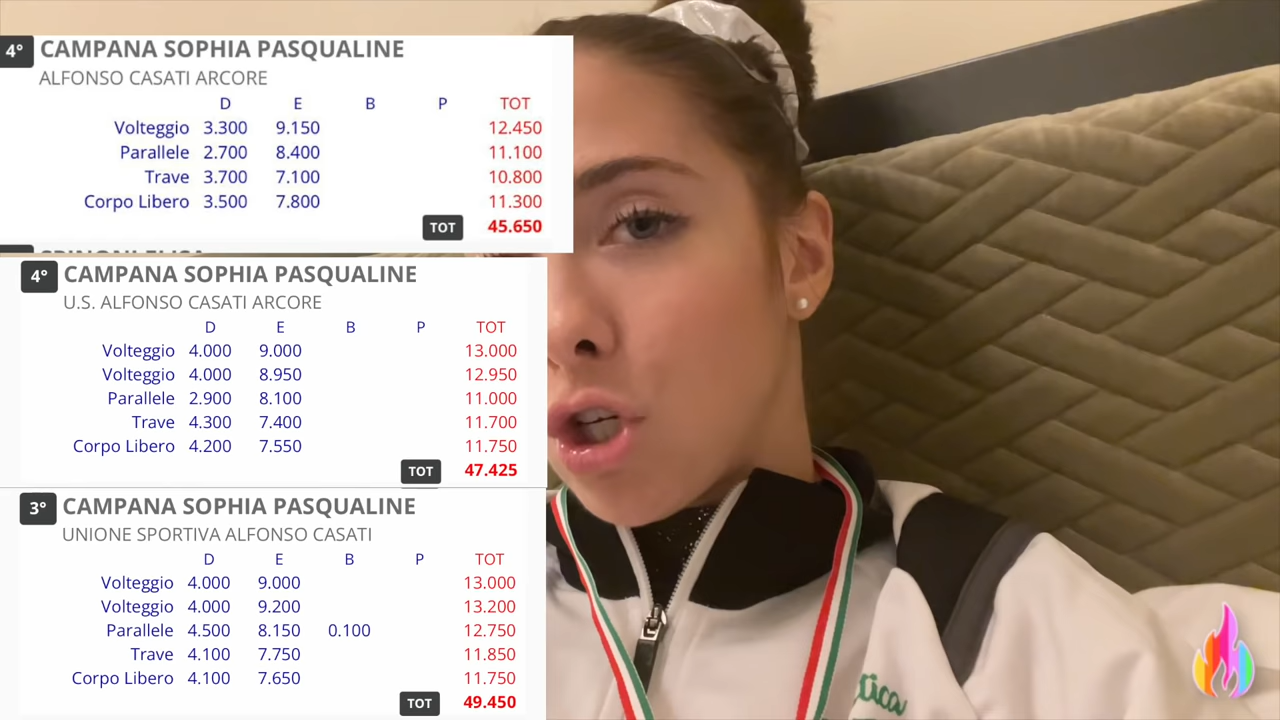 4° CAMPANA SOPHIA PASQUALINE
ALFONSO CASATI ARCORE
D E B P TOT
Volteggio 3.300 9.150 12.450
Parallele 2.700 8.400 11.100
Trave 3.700 7.100 10.800
Corpo Libero 3.500 7.800 11.300
TOT 45.650
4° CAMPANA SOPHIA PASQUALINE
U.S. ALFONSO CASATI ARCORE
D E B P TOT
Volteggio 4.000 9.000 13.000
Volteggio 4.000 8.950 12.950
Parallele 2.900 8.100 11.000
Trave 4.300 7.400 11.700
Corpo Libero 4.200 7.550 11.750
TOT 47.425
3° CAMPANA SOPHIA PASQUALINE
UNIONE SPORTIVA ALFONSO CASATI
D E B P TOT
Volteggio 4.000 9.000 13.000
Volteggio 4.000 9.200 13.200
Parallele 4.500 8.150 0.100 12.750
Trave 4.100 7.750 11.850
Corpo Libero 4.100 7.650 11.750
TOT 49.450